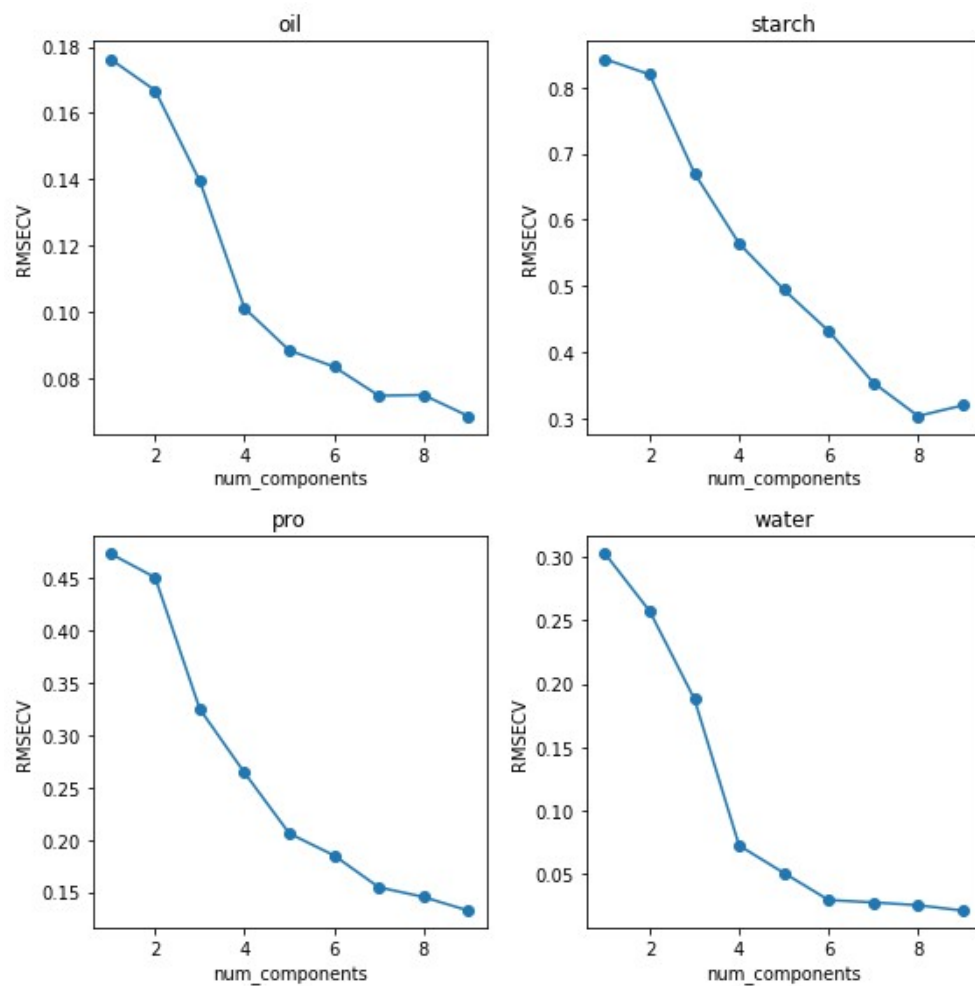 oil
0.18
0.16
0.14
0.12
0.10
0.08
RMSECV
2 4 6 8
num_components
starch
0.8
0.7
0.6
0.5
0.4
0.3
RMSECV
2 4 6 8
num_components
pro
0.45
0.40
0.35
0.30
0.25
0.20
0.15
RMSECV
2 4 6 8
num_components
water
0.30
0.25
0.20
0.15
0.10
0.05
RMSECV
2 4 6 8
num_components